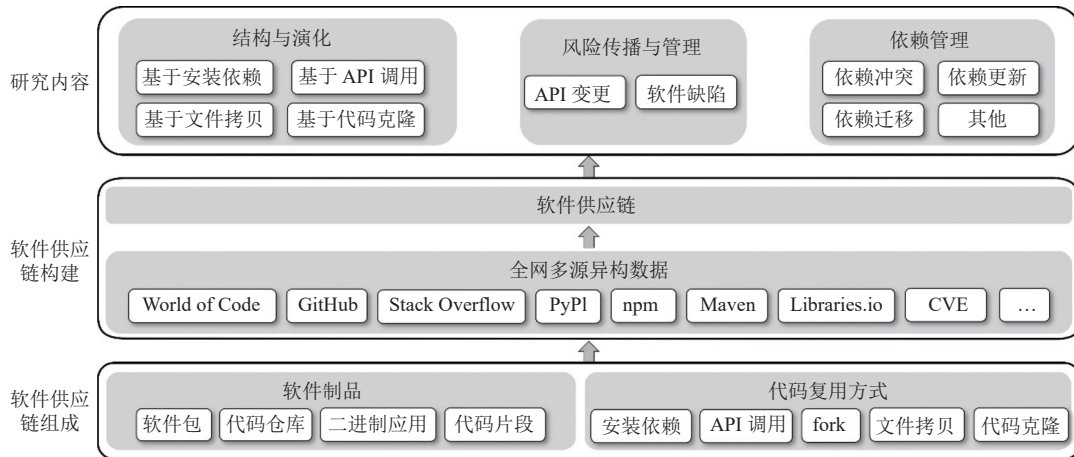 结构与演化
基于安装依赖
基于 API 调用
基于文件拷贝
基于代码克隆
风险传播与管理
API 变更
软件缺陷
依赖管理
依赖冲突
依赖更新
依赖迁移
其他
研究内容
软件供应链
软件供应
链构建
全网多源异构数据
World of Code
GitHub
Stack Overflow
PyPl
npm
Maven
Libraries.io
CVE
…
软件供应
链组成
软件制品
软件包
代码仓库
二进制应用
代码片段
代码复用方式
安装依赖
API 调用
fork
文件拷贝
代码克隆